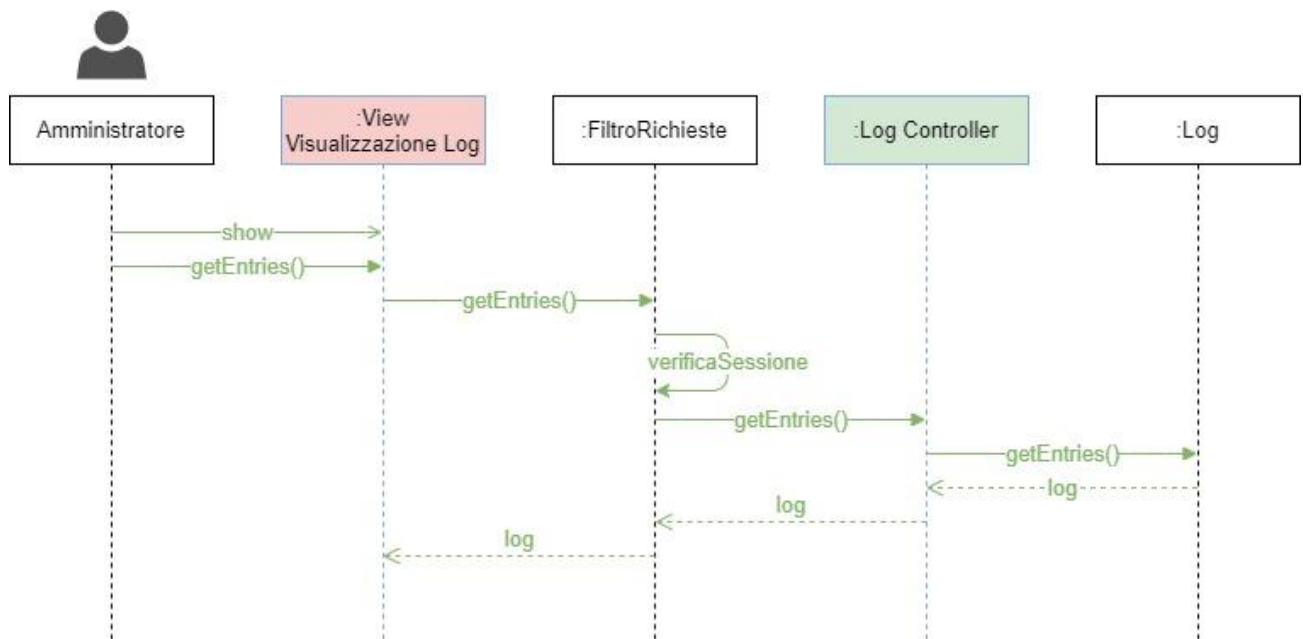 Amministratore
:View
Visualizzazione Log
:FiltroRichieste
:Log Controller
:Log
show
getEntries()
getEntries()
verificaSessione
getEntries()
getEntries()
log
log
log